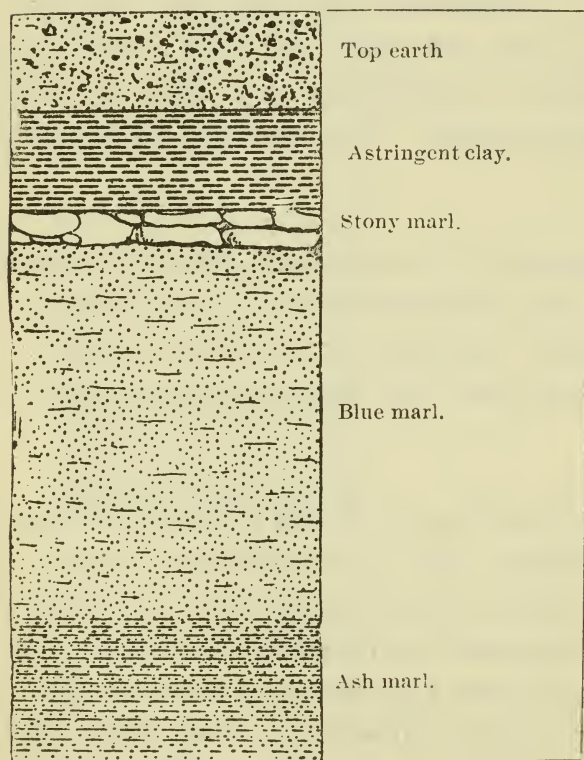 Top earth
Astringent clay.
Stony marl.
Blue marl.
Ash marl.